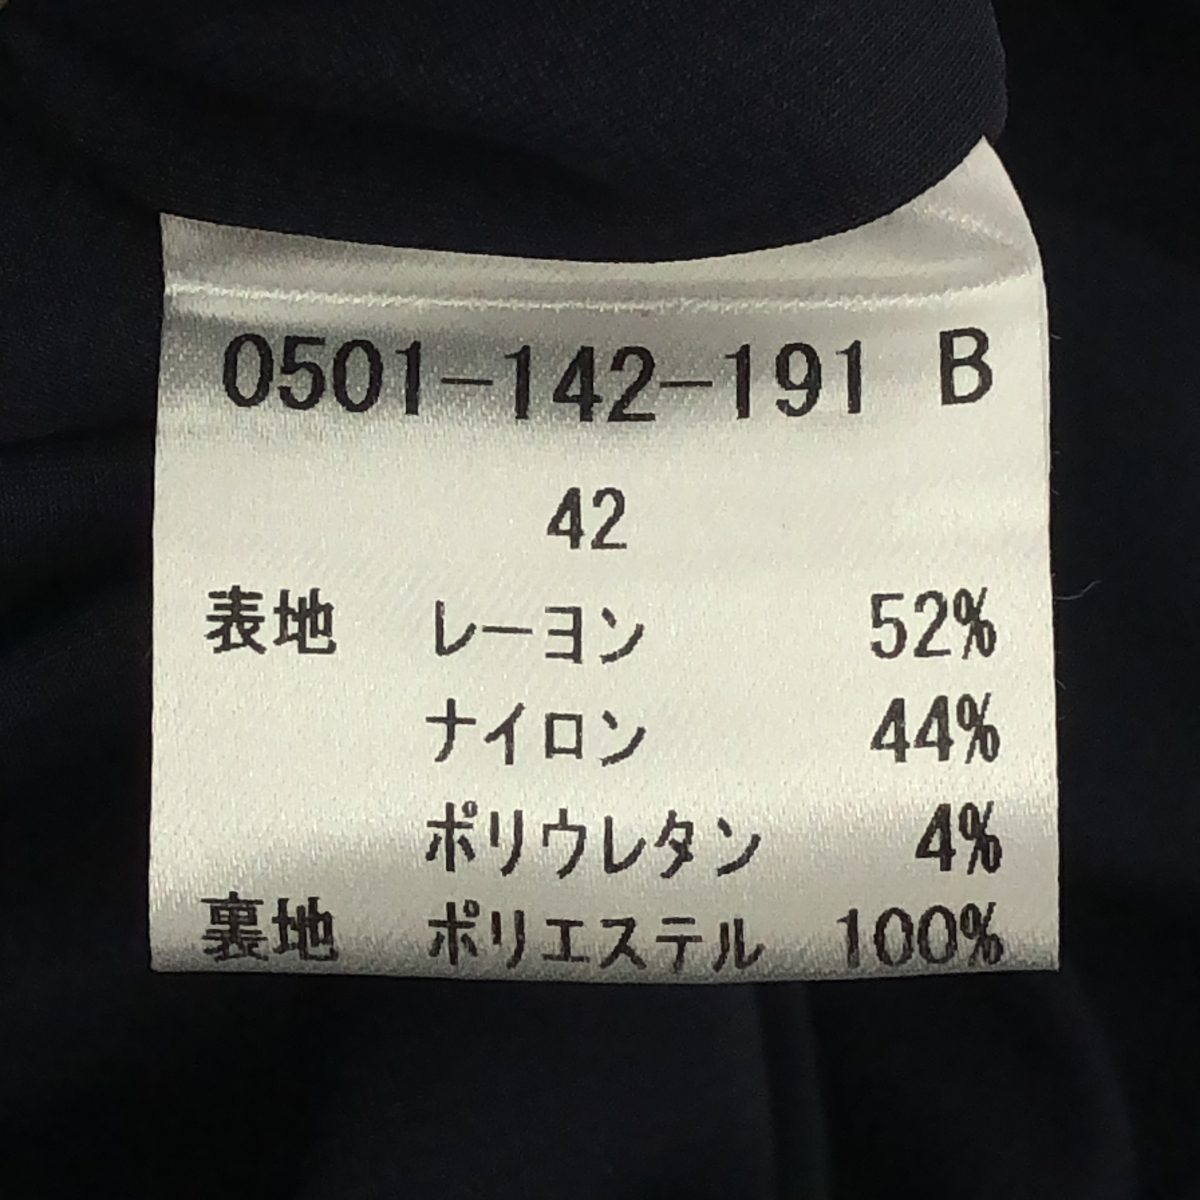 0501-142-191 B
42
表地 レーヨン 52%
ナイロン 44%
ポリウレタン 4%
裏地 ポリエステル 100%